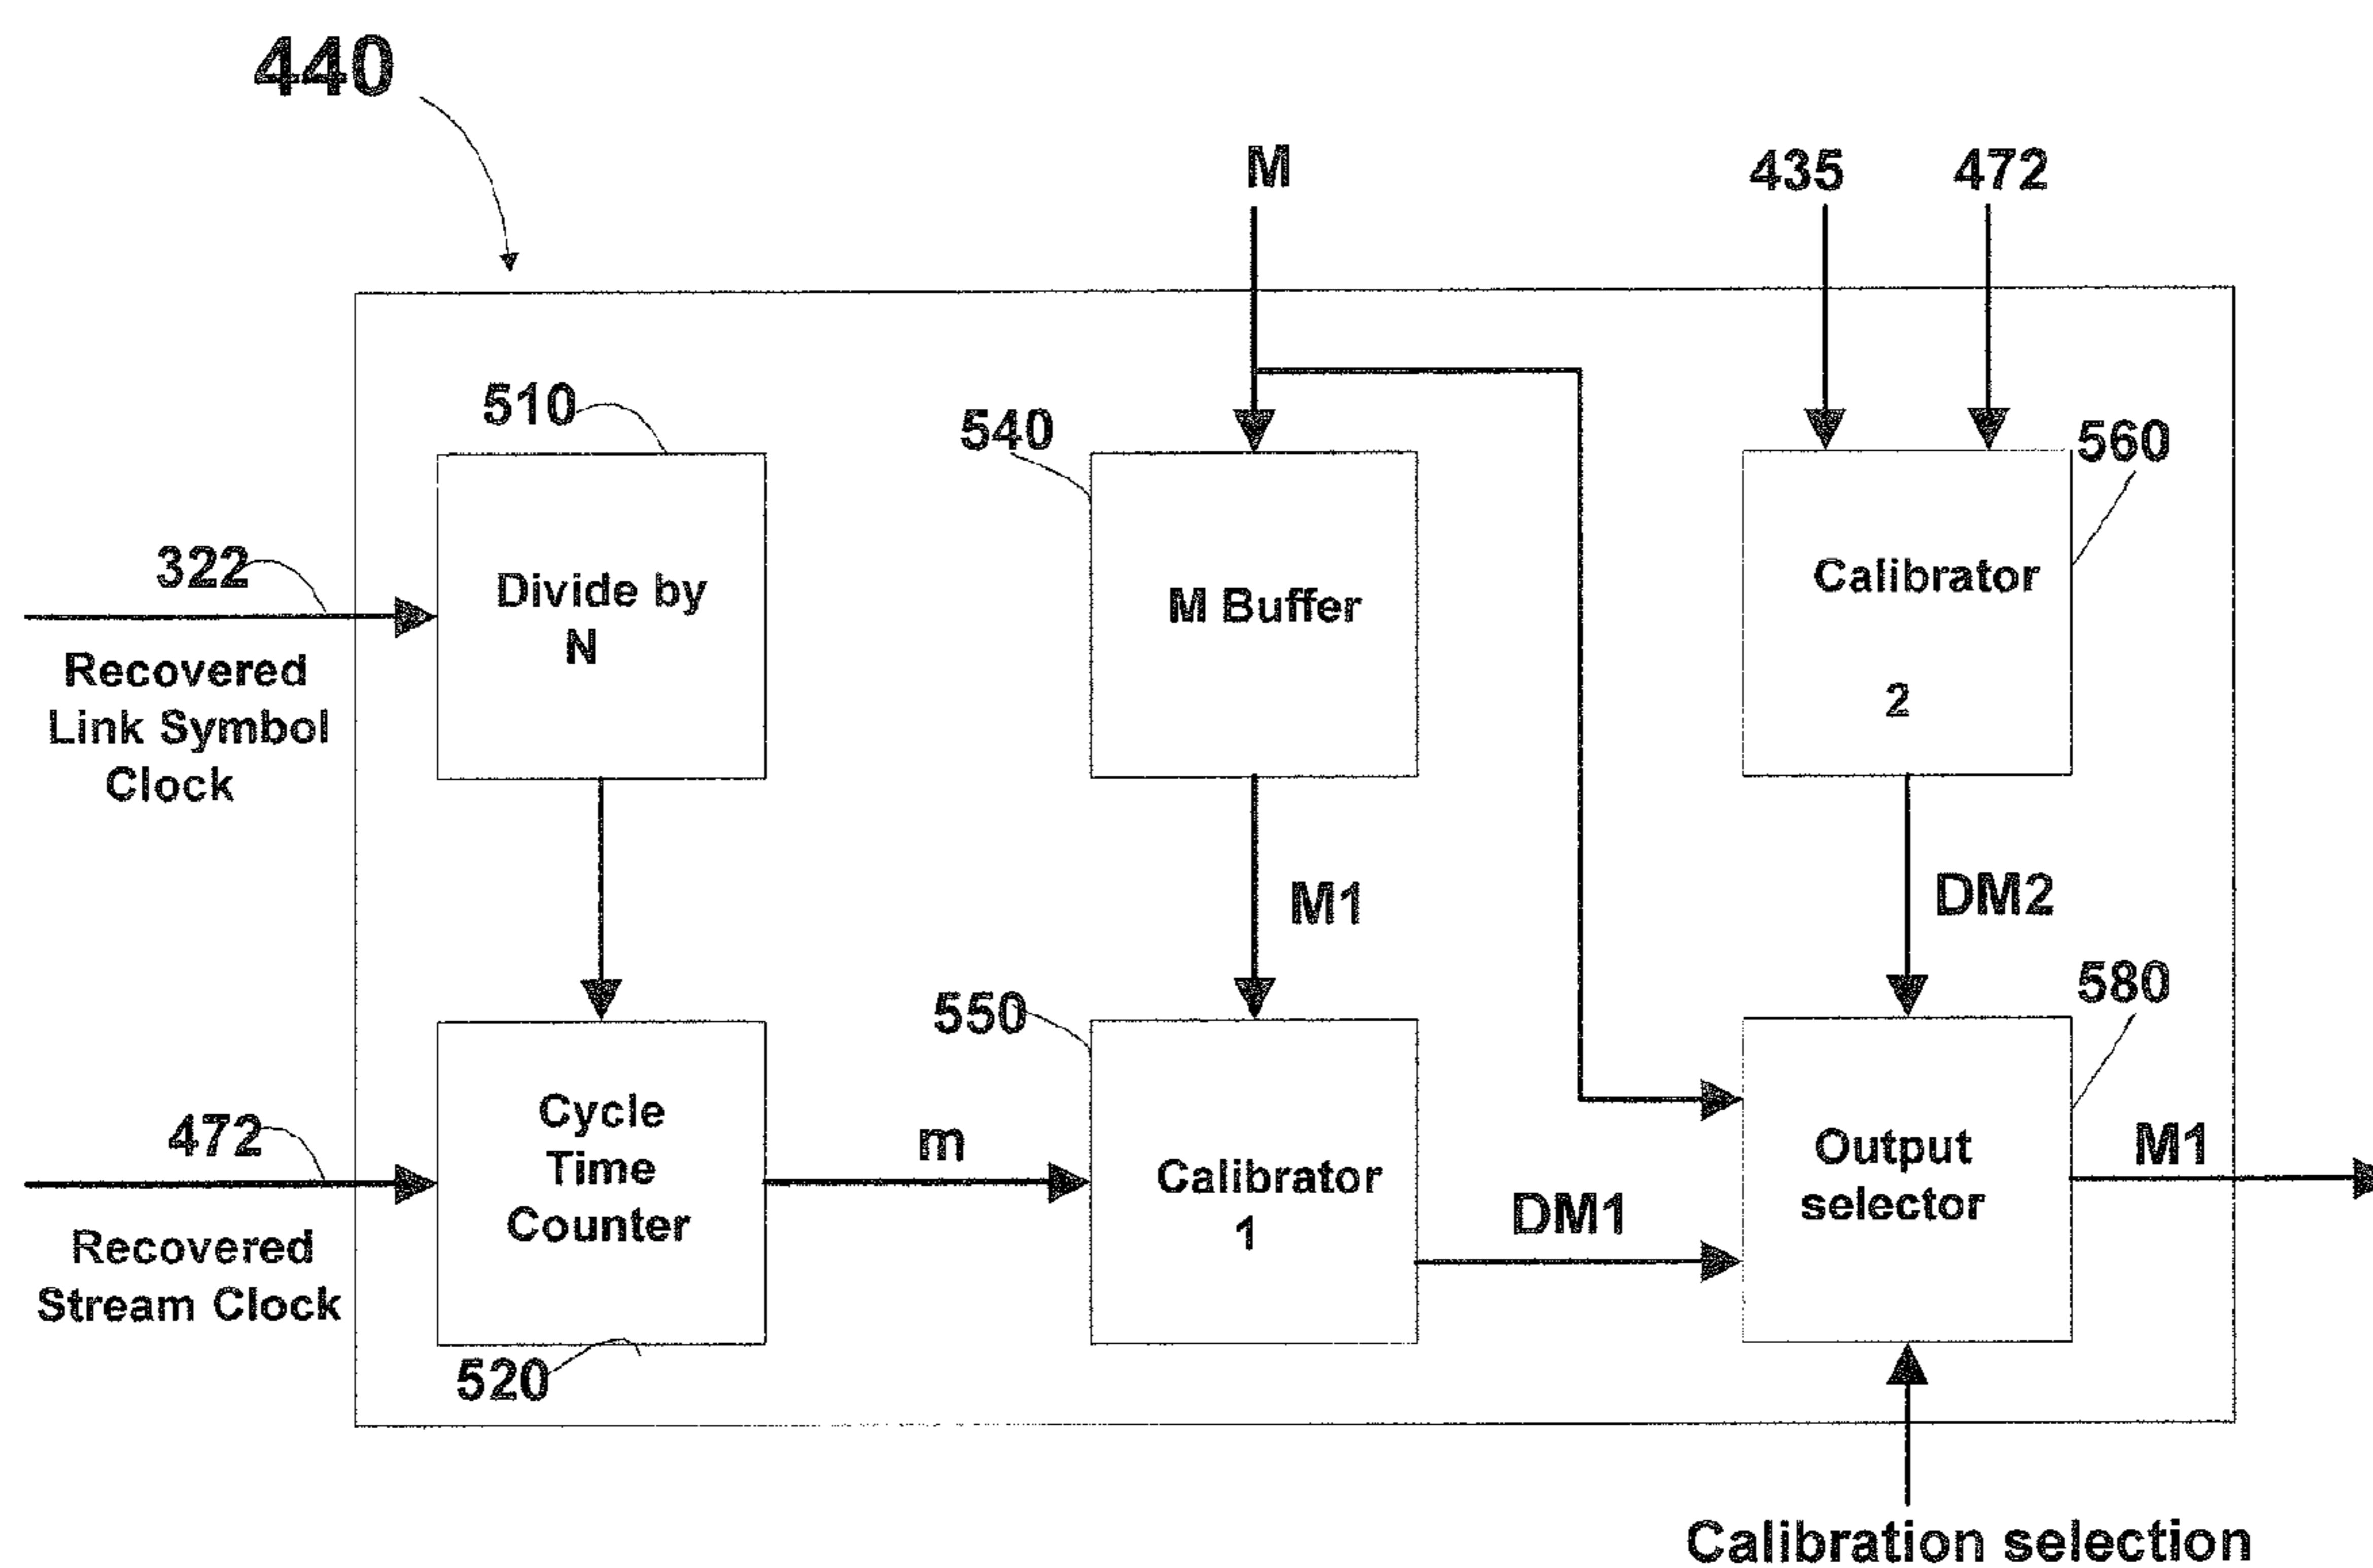 440
M
435
472
510
540
560
322
Divide by
N
M Buffer
Calibrator
2
Recovered
Link Symbol
Clock
M1
DM2
550
580
472
Cycle
Time
Counter
m
Calibrator
1
DM1
Output
selector
M1
Recovered
Stream Clock
520
Calibration selection